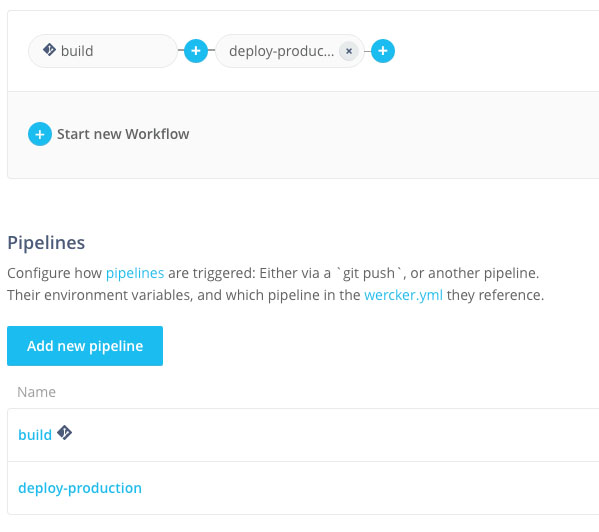 build
deploy-produc...
Start new Workflow
Pipelines
Configure how pipelines are triggered: Either via a `git push`, or another pipeline.
Their environment variables, and which pipeline in the wercker.yml they reference.
Add new pipeline
Name
build
deploy-production